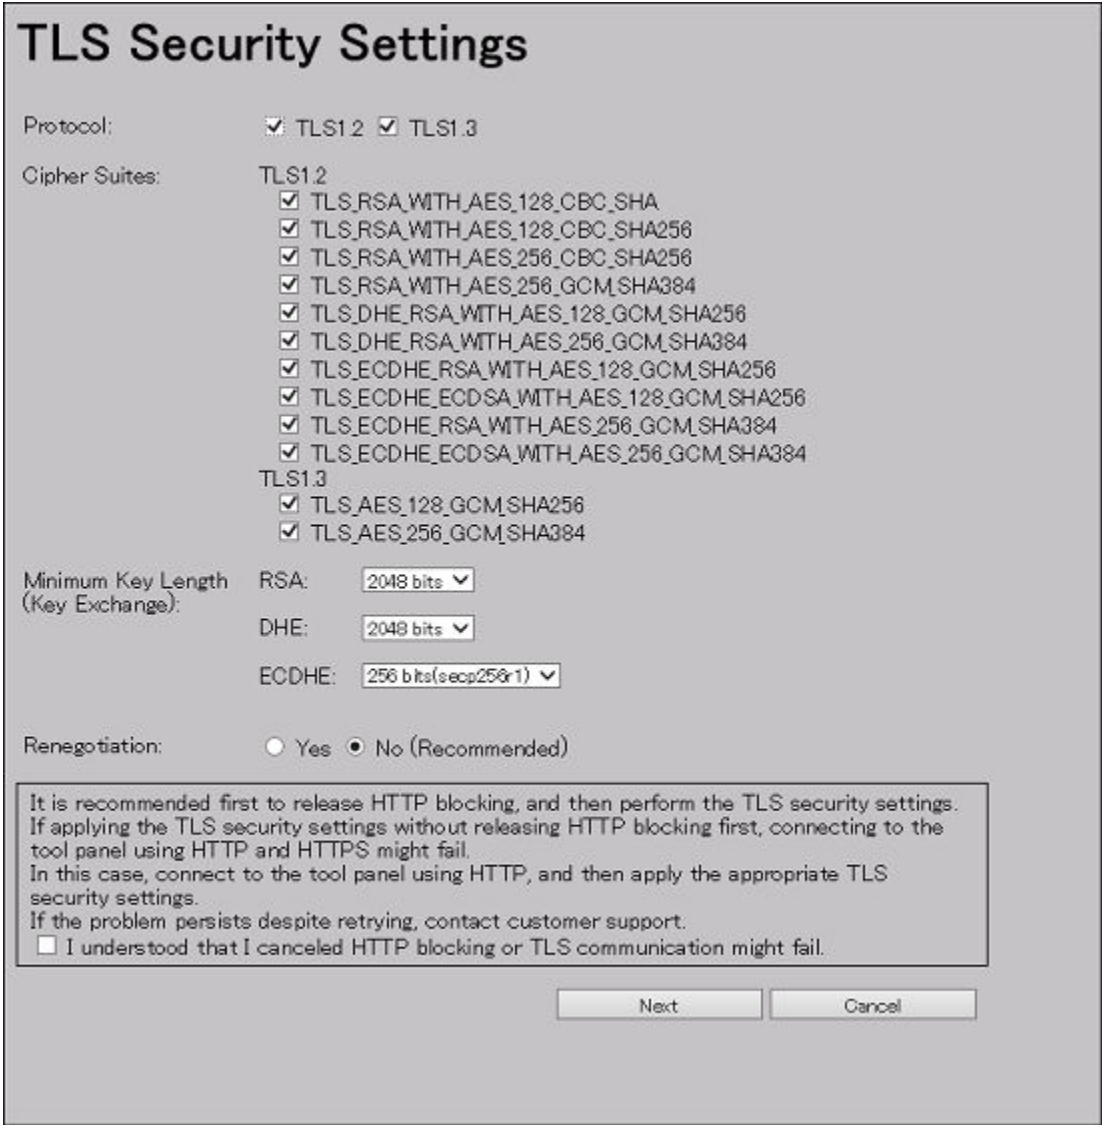 TLS Security Settings
Protocol: TLS1.2 TLS1.3
Cipher Suites: TLS1.2
TLS_RSA_WITH_AES_128_CBC_SHA
TLS_RSA_WITH_AES_128_CBC_SHA256
TLS_RSA_WITH_AES_256_CBC_SHA256
TLS_RSA_WITH_AES_256_GCM_SHA384
TLS_DHE_RSA_WITH_AES_128_GCM_SHA256
TLS_DHE_RSA_WITH_AES_256_GCM_SHA384
TLS_ECDHE_RSA_WITH_AES_128_GCM_SHA256
TLS_ECDHE_ECDSA_WITH_AES_128_GCM_SHA256
TLS_ECDHE_RSA_WITH_AES_256_GCM_SHA384
TLS_ECDHE_ECDSA_WITH_AES_256_GCM_SHA384
TLS1.3
TLS_AES_128_GCM_SHA256
TLS_AES_256_GCM_SHA384
Minimum Key Length RSA: 2048 bits
(Key Exchange):
DHE: 2048 bits
ECDHE: 256 bits(secp256r1)
Renegotiation: Yes No (Recommended)
It is recommended first to release HTTP blocking, and then perform the TLS security settings.
If applying the TLS security settings without releasing HTTP blocking first, connecting to the
tool panel using HTTP and HTTPS might fail.
In this case, connect to the tool panel using HTTP, and then apply the appropriate TLS
security settings.
If the problem persists despite retrying, contact customer support.
I understood that I canceled HTTP blocking or TLS communication might fail.
Next Cancel